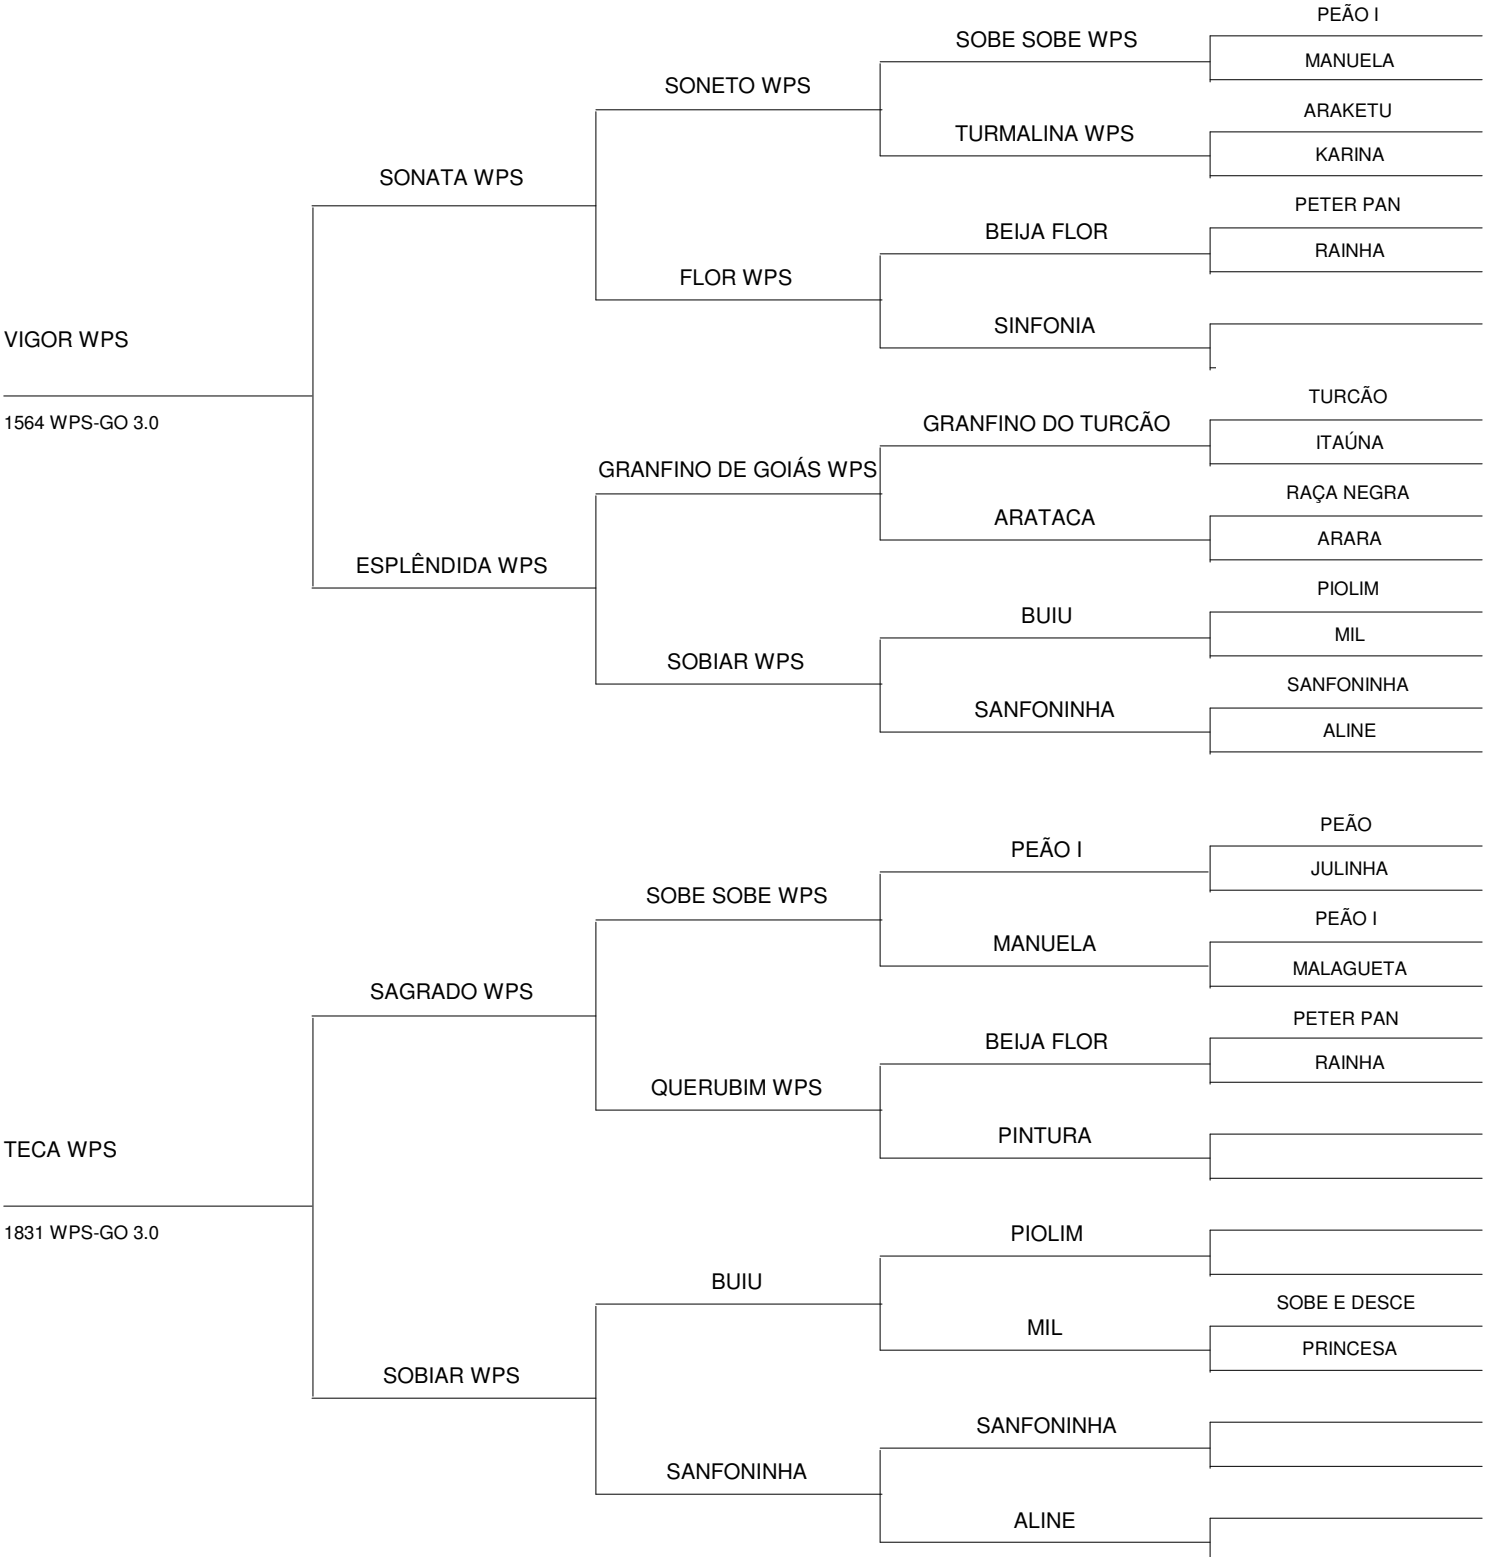 PEÃO I
SOBE SOBE WPS
MANUELA
SONETO WPS
ARAKETU
TURMALINA WPS
KARINA
SONATA WPS
PETER PAN
BEIJA FLOR
RAINHA
FLOR WPS
SINFONIA
VIGOR WPS
TURCÃO
1564 WPS-GO 3.0
GRANFINO DO TURCÃO
ITAÚNA
GRANFINO DE GOIÁS WPS
RAÇA NEGRA
ARATACA
ARARA
ESPLÊNDIDA WPS
PIOLIM
BUIU
MIL
SOBIAR WPS
SANFONINHA
SANFONINHA
ALINE
PEÃO
PEÃO I
JULINHA
SOBE SOBE WPS
PEÃO I
MANUELA
MALAGUETA
SAGRADO WPS
PETER PAN
BEIJA FLOR
RAINHA
QUERUBIM WPS
PINTURA
TECA WPS
1831 WPS-GO 3.0
PIOLIM
BUIU
SOBE E DESCE
MIL
PRINCESA
SOBIAR WPS
SANFONINHA
SANFONINHA
ALINE